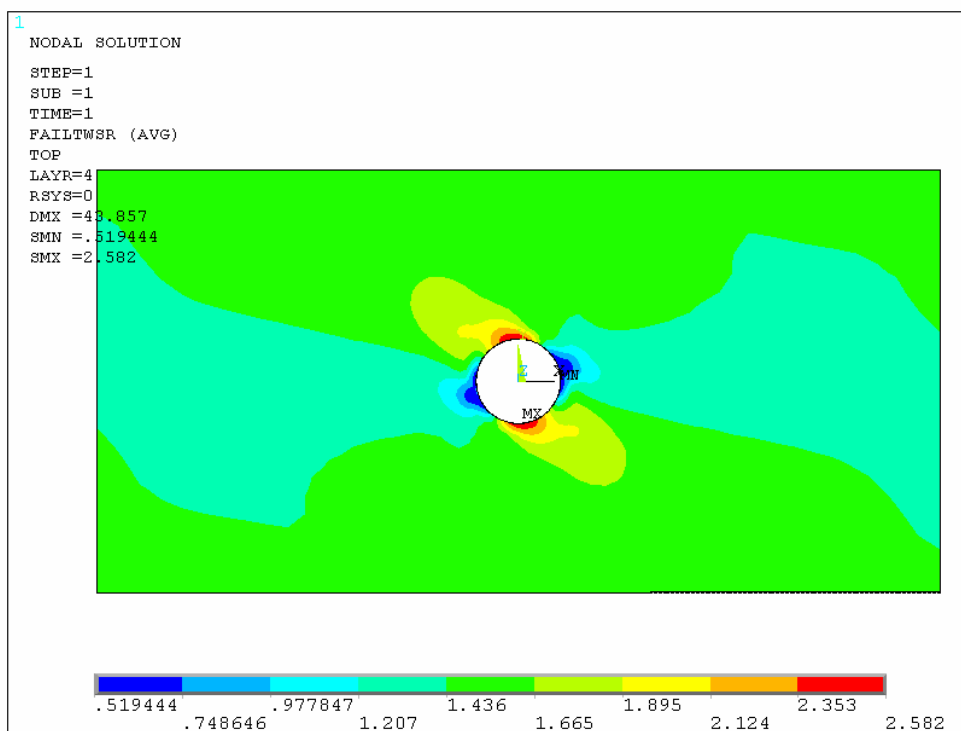 1
NODAL SOLUTION
STEP=1
SUB =1
TIME=1
FAILTWSR (AVG)
TOP
LAYR=4
RSYS=0
DMX =43.857
SMN =.519444
SMX =2.582
Z
X
MN
MX
.519444 .977847 1.436 1.895 2.353
.748646 1.207 1.665 2.124 2.582